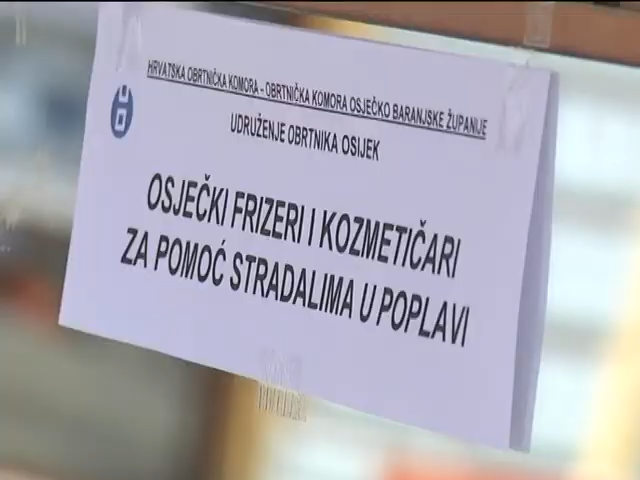 HRVATSKA OBRTNIČKA KOMORA - OBRTNIČKA KOMORA OSJEČKO BARANJSKE ŽUPANIJE
UDRUŽENJE OBRTNIKA OSIJEK
OSJEČKI FRIZERI I KOZMETIČARI
ZA POMOĆ STRADALIMA U POPLAVI